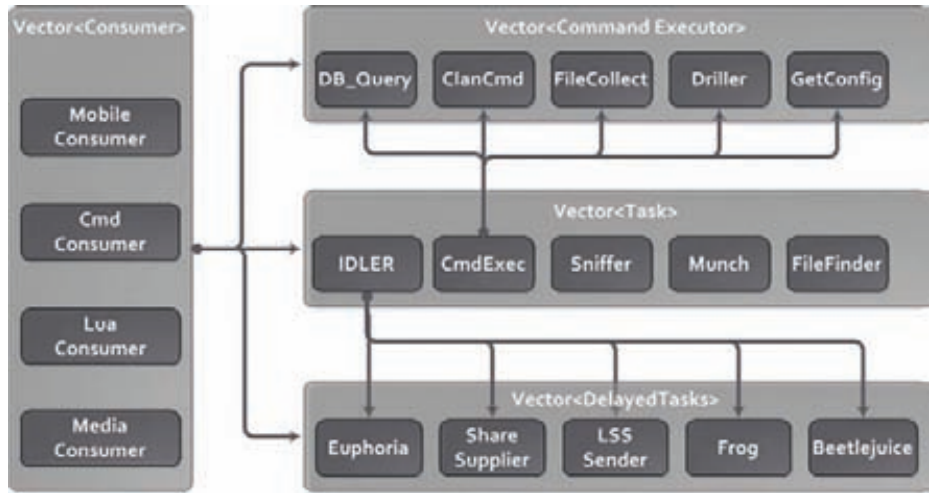 Vector<Consumer>
Mobile
Consumer
Cmd
Consumer
Lua
Consumer
Media
Consumer
Vector<Command Executor>
DB_Query
ClanCmd
FileCollect
Driller
GetConfig
Vector<Task>
IDLER
CmdExec
Sniffer
Munch
FileFinder
Vector<DelayedTasks>
Euphoria
Share
Supplier
LSS
Sender
Frog
Beetlejuice